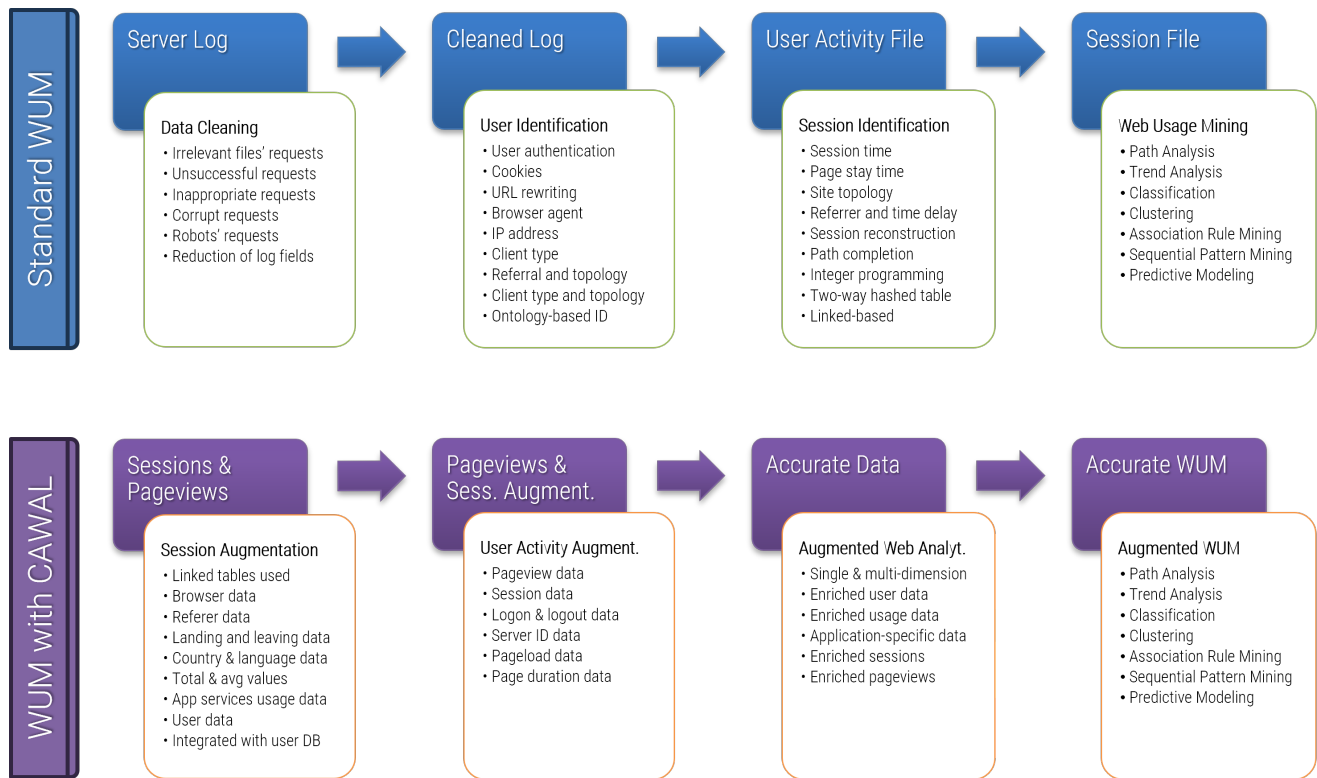 Standard WUM
Server Log
Data Cleaning
• Irrelevant files' requests
• Unsuccessful requests
• Inappropriate requests
• Corrupt requests
• Robots' requests
• Reduction of log fields
Cleaned Log
User Identification
• User authentication
• Cookies
• URL rewriting
• Browser agent
• IP address
• Client type
• Referral and topology
• Client type and topology
• Ontology-based ID
User Activity File
Session Identification
• Session time
• Page stay time
• Site topology
• Referrer and time delay
• Session reconstruction
• Path completion
• Integer programming
• Two-way hashed table
• Linked-based
Session File
Web Usage Mining
• Path Analysis
• Trend Analysis
• Classification
• Clustering
• Association Rule Mining
• Sequential Pattern Mining
• Predictive Modeling
WUM with CAWAL
Sessions &
Pageviews
Session Augmentation
• Linked tables used
• Browser data
• Referer data
• Landing and leaving data
• Country & language data
• Total & avg values
• App services usage data
• User data
• Integrated with user DB
Pageviews &
Sess. Augment.
User Activity Augment.
• Pageview data
• Session data
• Logon & logout data
• Server ID data
• Pageload data
• Page duration data
Accurate Data
Augmented Web Analyt.
• Single & multi-dimension
• Enriched user data
• Enriched usage data
• Application-specific data
• Enriched sessions
• Enriched pageviews
Accurate WUM
Augmented WUM
• Path Analysis
• Trend Analysis
• Classification
• Clustering
• Association Rule Mining
• Sequential Pattern Mining
• Predictive Modeling